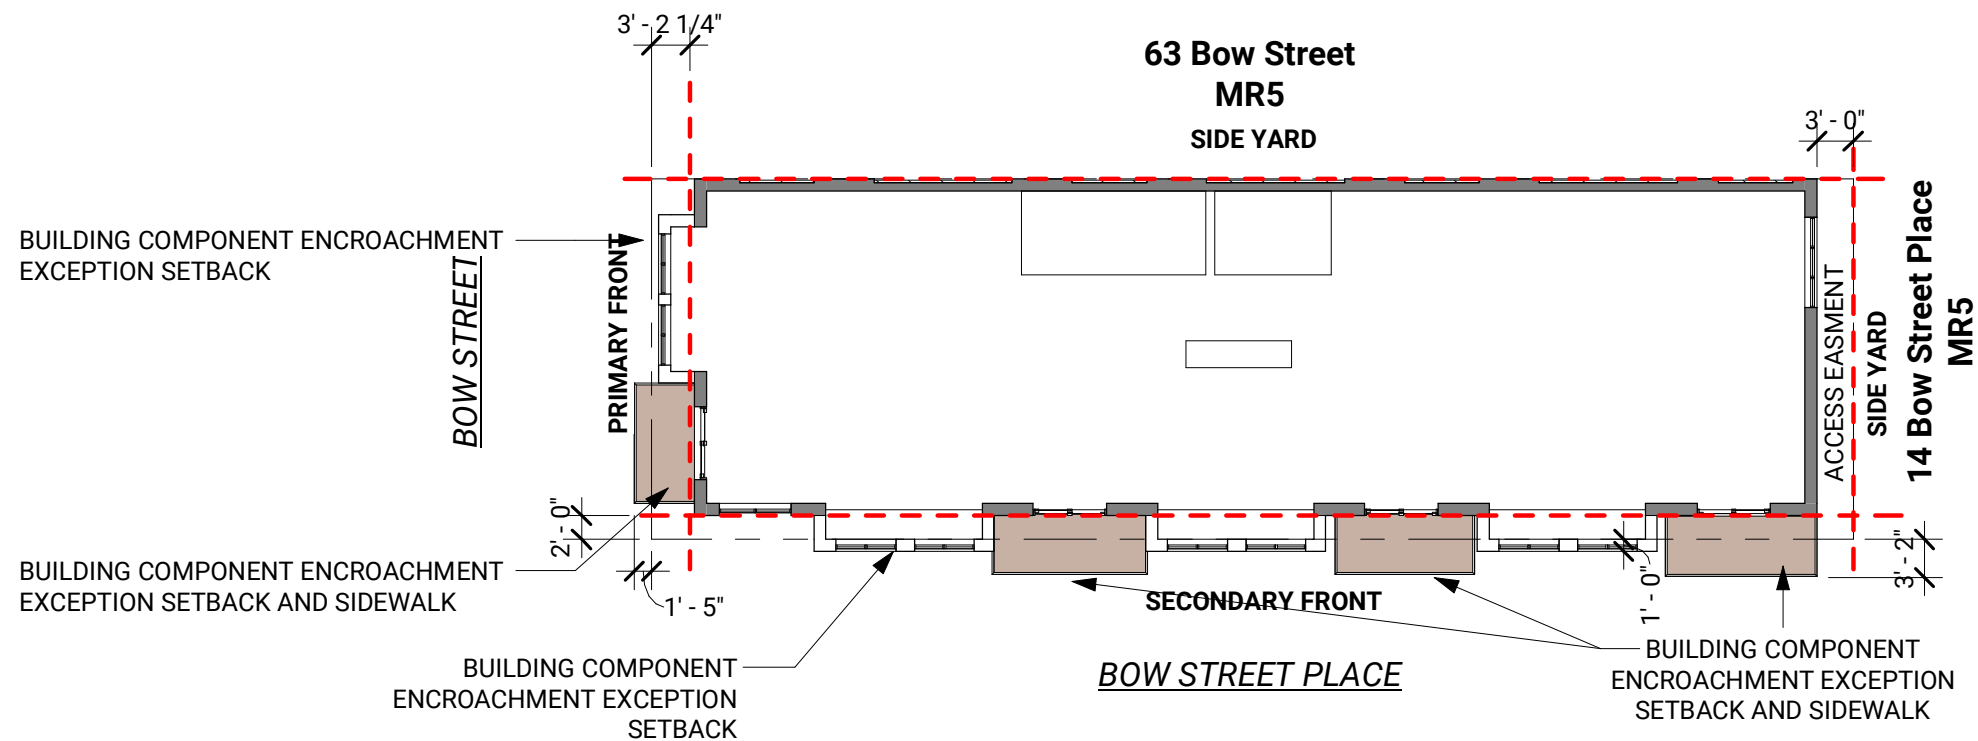 3' - 2 1/4"
63 Bow Street
MR5
SIDE YARD
3' - 0"
BUILDING COMPONENT ENCROACHMENT
EXCEPTION SETBACK
BOW STREET
PRIMARY FRONT
ACCESS EASMENT
SIDE YARD
14 Bow Street Place
MR5
2' - 0"
BUILDING COMPONENT ENCROACHMENT
EXCEPTION SETBACK AND SIDEWALK
1' - 5"
SECONDARY FRONT
1' - 0"
3' - 2"
BUILDING COMPONENT
ENCROACHMENT EXCEPTION
SETBACK
BOW STREET PLACE
BUILDING COMPONENT
ENCROACHMENT EXCEPTION
SETBACK AND SIDEWALK